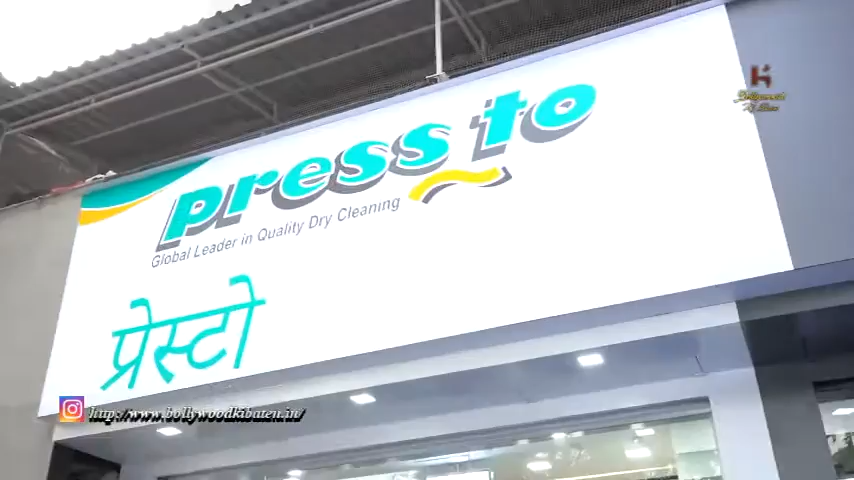 press to
Global Leader in Quality Dry Cleaning
प्रेस्टो
http://www.bollywoodkibaten.in/